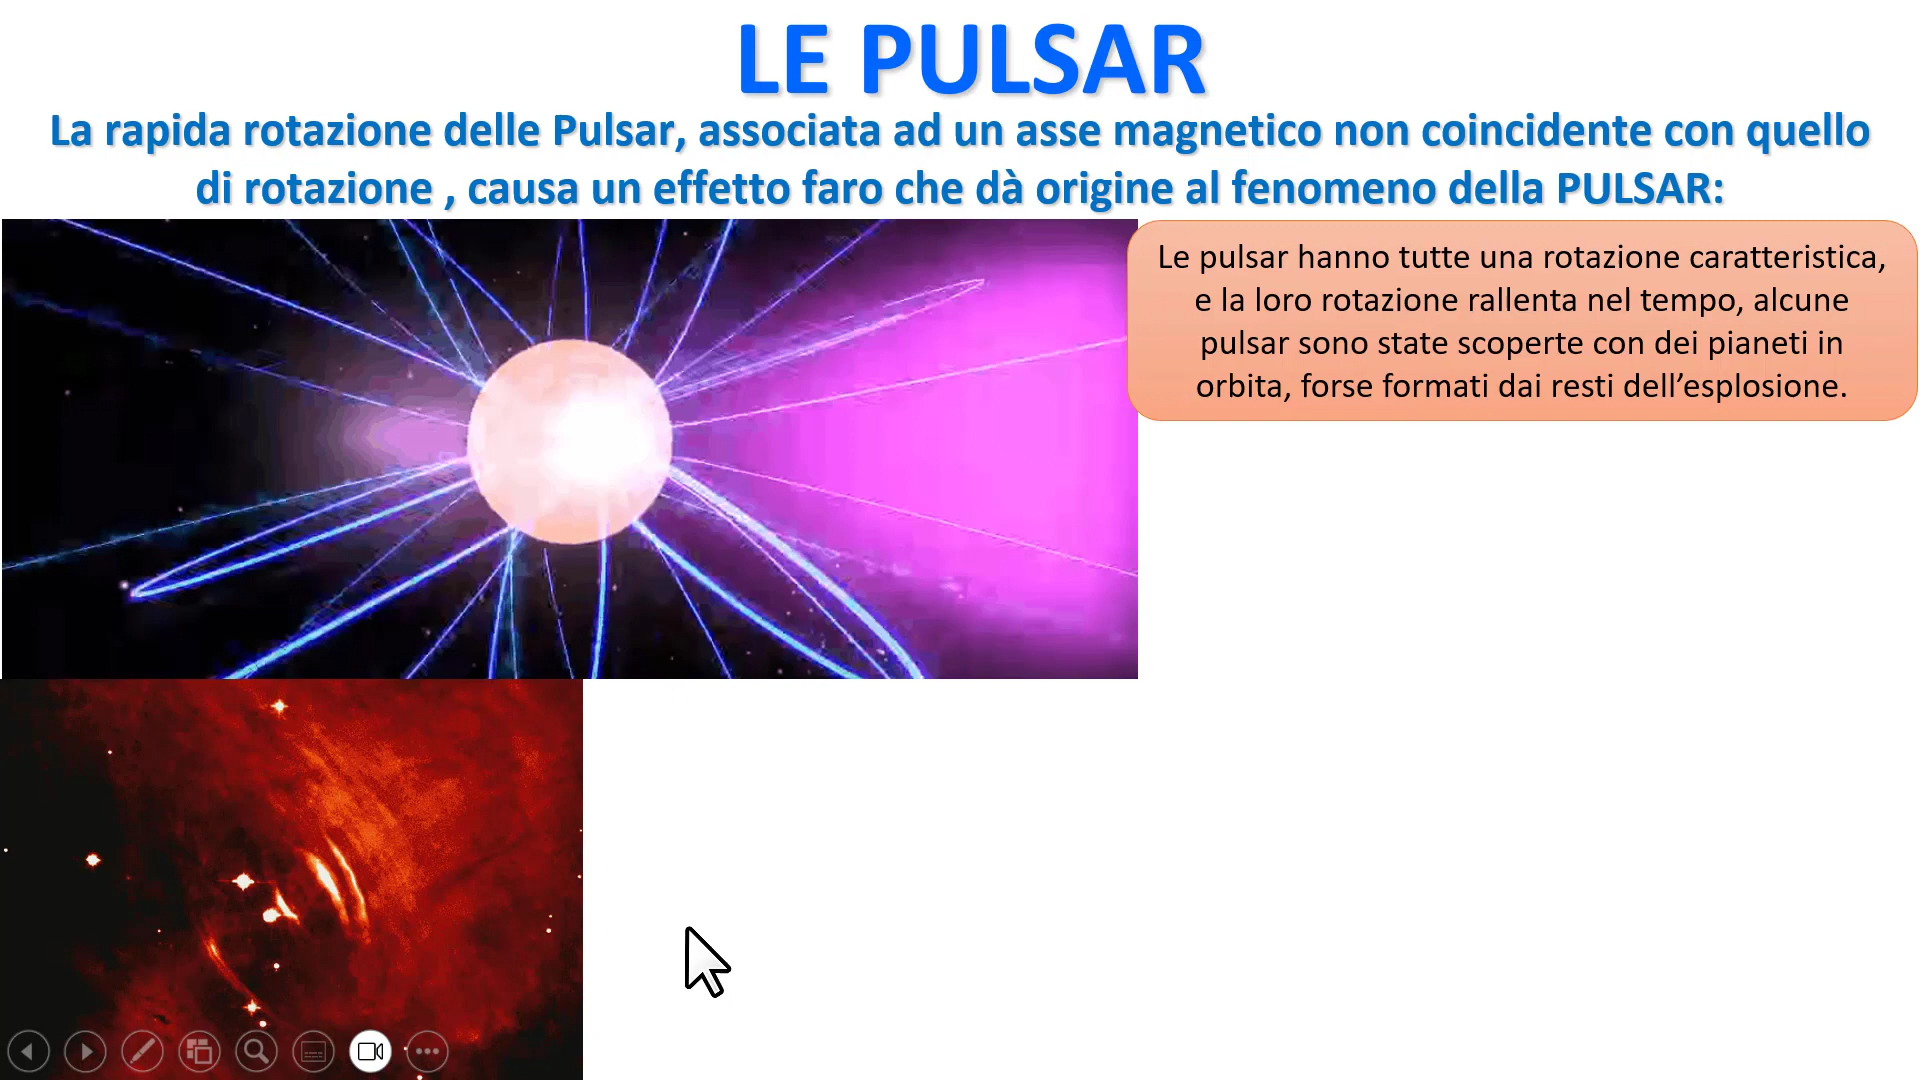 LE PULSAR
La rapida rotazione delle Pulsar, associata ad un asse magnetico non coincidente con quello
di rotazione , causa un effetto faro che dà origine al fenomeno della PULSAR:
Le pulsar hanno tutte una rotazione caratteristica,
e la loro rotazione rallenta nel tempo, alcune
pulsar sono state scoperte con dei pianeti in
orbita, forse formati dai resti dell’esplosione.